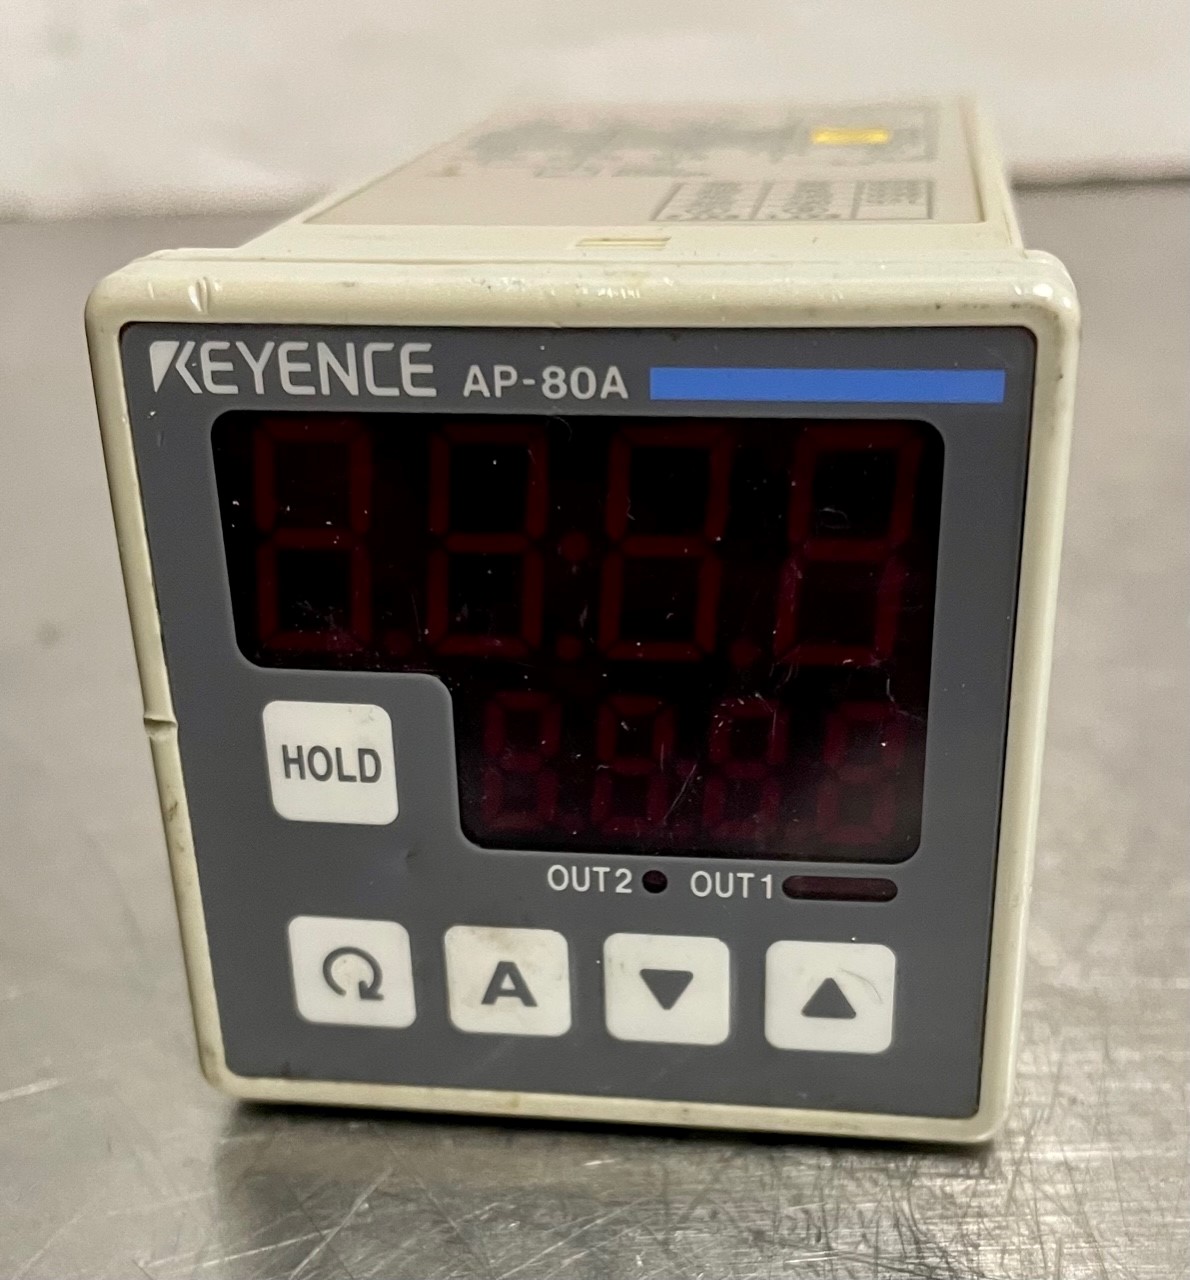 KEYENCE AP-80A
HOLD
OUT2 OUT1
A